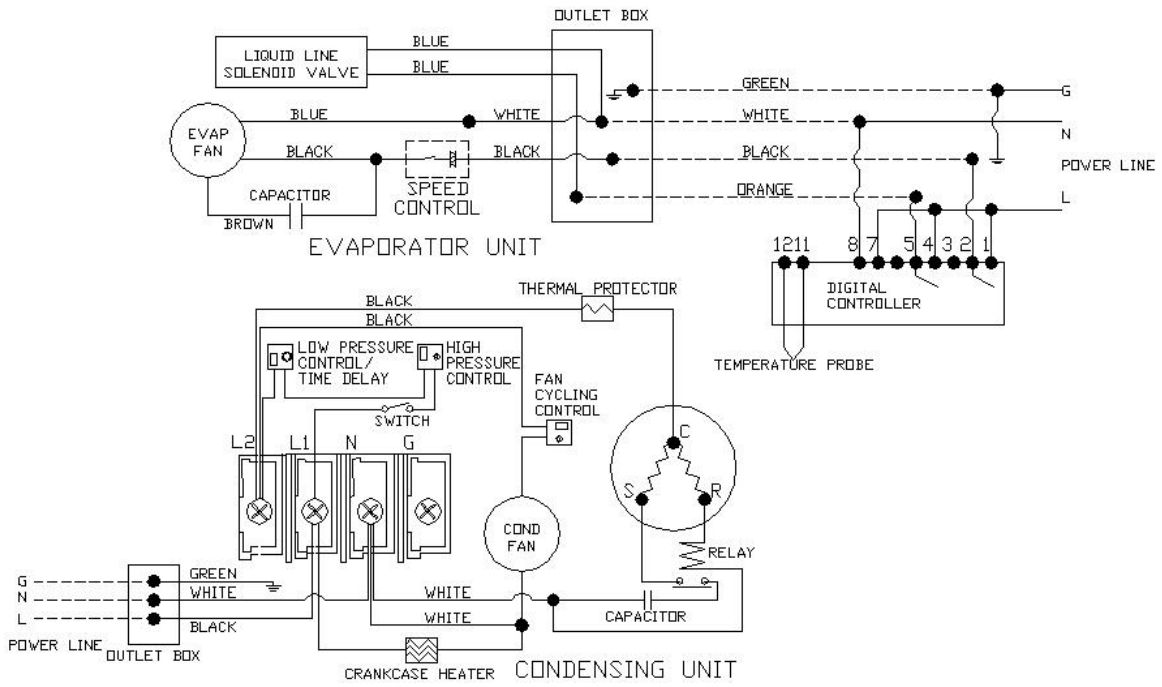 OUTLET BOX
LIQUID LINE
SOLENOID VALVE
BLUE
BLUE
GREEN
G
EVAP
FAN
BLUE
WHITE
WHITE
N
BLACK
BLACK
BLACK
POWER LINE
SPEED
CONTROL
CAPACITOR
BROWN
ORANGE
L
EVAPORATOR UNIT
12 11 8 7 5 4 3 2 1
DIGITAL
CONTROLLER
TEMPERATURE PROBE
THERMAL PROTECTOR
BLACK
BLACK
LOW PRESSURE
CONTROL/
TIME DELAY
HIGH
PRESSURE
CONTROL
FAN
CYCLING
CONTROL
SWITCH
L2 L1 N G
C
S R
COND
FAN
RELAY
G
N
L
POWER LINE
OUTLET BOX
GREEN
WHITE
BLACK
WHITE
WHITE
CAPACITOR
CRANKCASE HEATER
CONDENSING UNIT